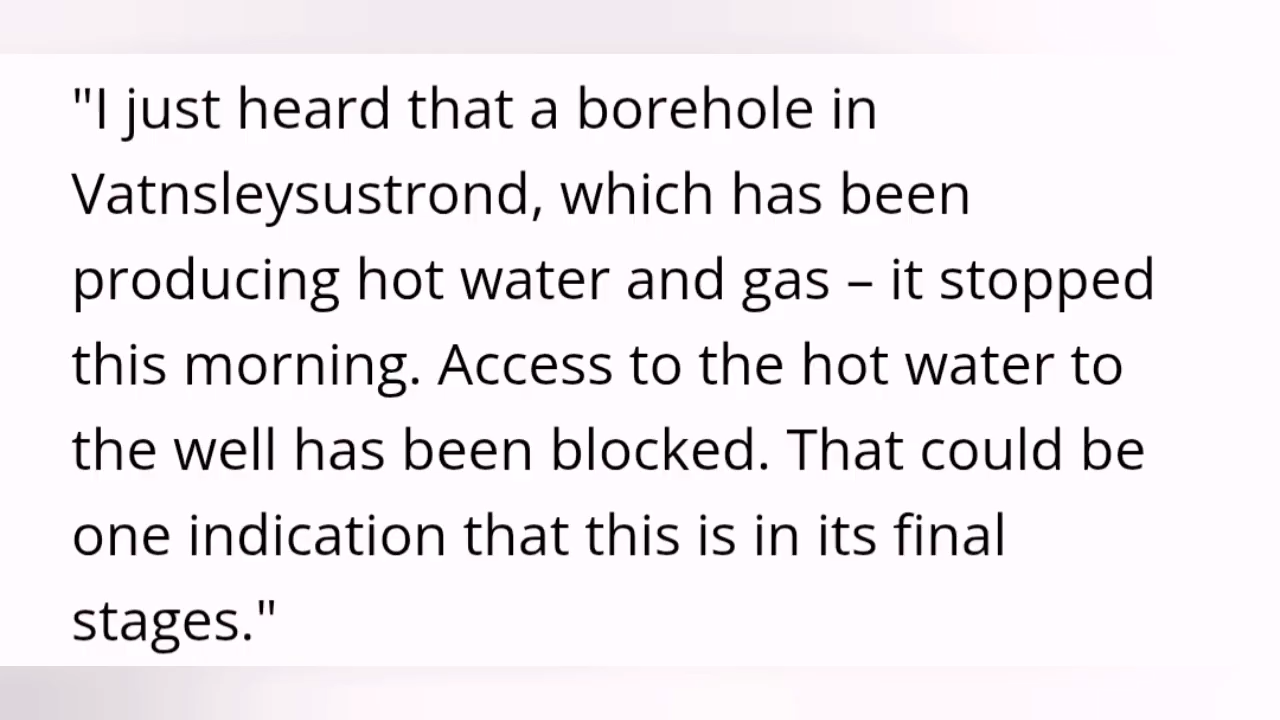 "I just heard that a borehole in
Vatnsleysustrond, which has been
producing hot water and gas – it stopped
this morning. Access to the hot water to
the well has been blocked. That could be
one indication that this is in its final
stages."